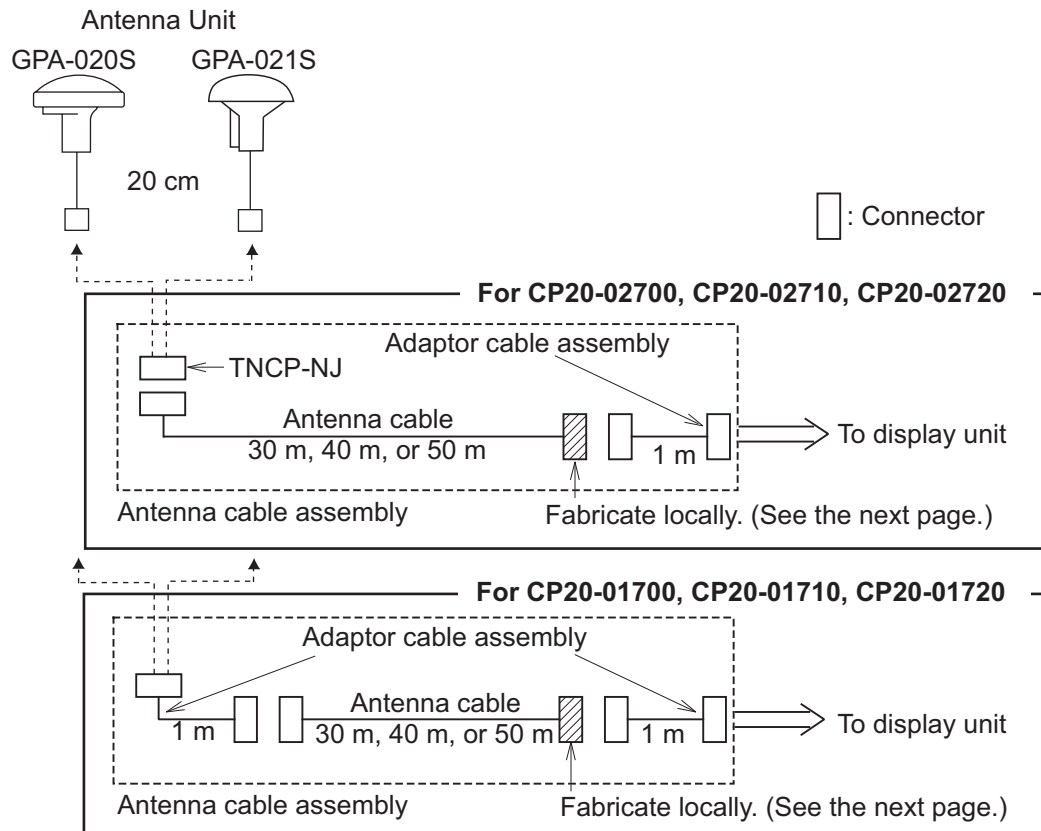 Antenna Unit
GPA-020S GPA-021S
20 cm
: Connector
For CP20-02700, CP20-02710, CP20-02720
Adaptor cable assembly
TNCP-NJ
Antenna cable
30 m, 40 m, or 50 m
1 m
To display unit
Antenna cable assembly
Fabricate locally. (See the next page.)
For CP20-01700, CP20-01710, CP20-01720
Adaptor cable assembly
Antenna cable
1 m
30 m, 40 m, or 50 m
1 m
To display unit
Antenna cable assembly
Fabricate locally. (See the next page.)